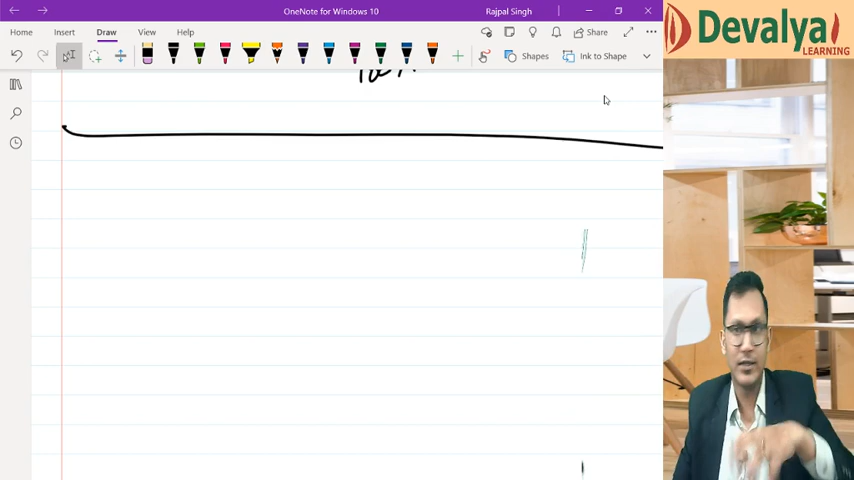 OneNote for Windows 10
Rajpal Singh
Home
Insert
Draw
View
Help
Share
Shapes
Ink to Shape
Devalya
LEARNING